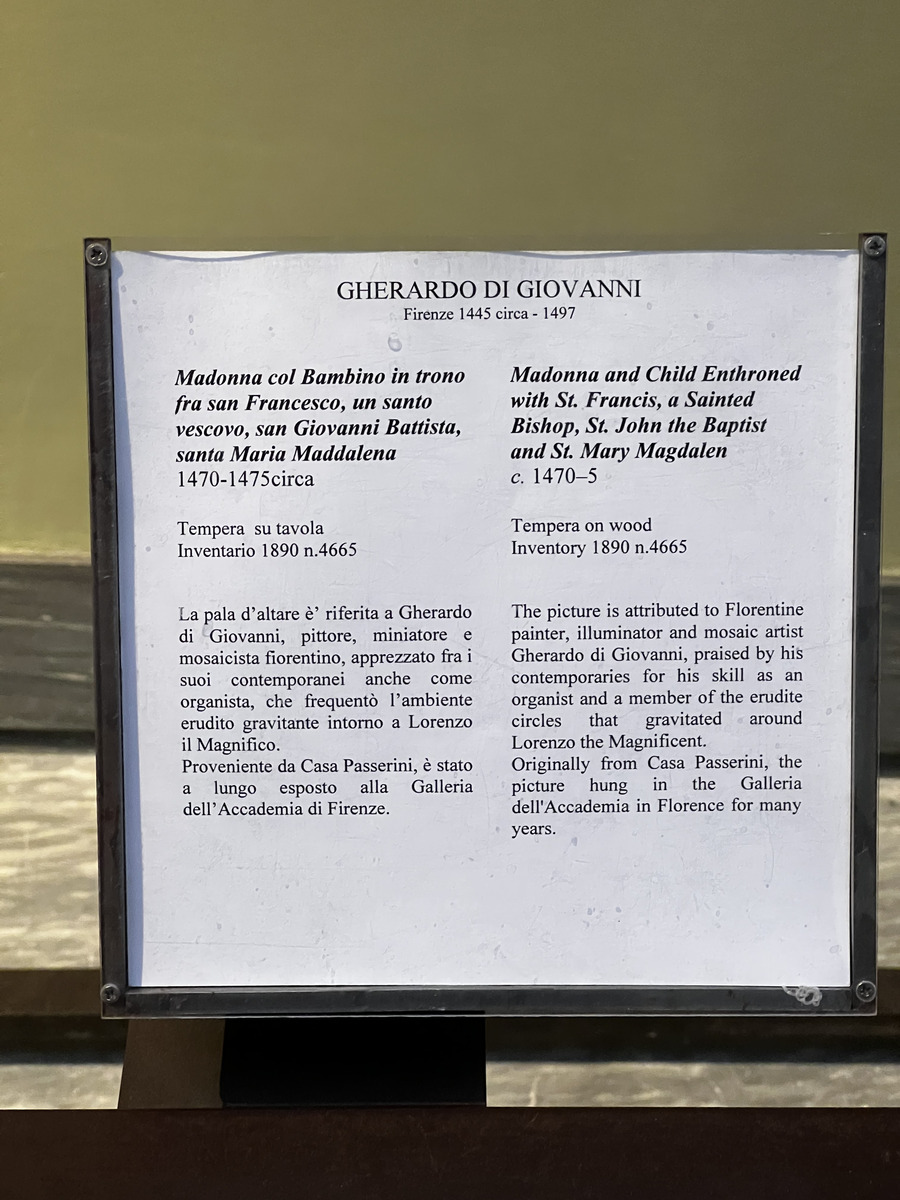 GHERARDO DI GIOVANNI
Firenze 1445 circa - 1497
Madonna col Bambino in trono
fra san Francesco, un santo
vescovo, san Giovanni Battista,
santa Maria Maddalena
1470-1475circa
Tempera su tavola
Inventario 1890 n.4665
La pala d'altare è' riferita a Gherardo
di Giovanni, pittore, miniatore e
mosaicista fiorentino, apprezzato fra i
suoi contemporanei anche come
organista, che frequentò l'ambiente
erudito gravitante intorno a Lorenzo
il Magnifico.
Proveniente da Casa Passerini, è stato
a lungo esposto alla Galleria
dell'Accademia di Firenze.
Madonna and Child Enthroned
with St. Francis, a Sainted
Bishop, St. John the Baptist
and St. Mary Magdalen
c. 1470–5
Tempera on wood
Inventory 1890 n.4665
The picture is attributed to Florentine
painter, illuminator and mosaic artist
Gherardo di Giovanni, praised by his
contemporaries for his skill as an
organist and a member of the erudite
circles that gravitated around
Lorenzo the Magnificent.
Originally from Casa Passerini, the
picture hung in the Galleria
dell'Accademia in Florence for many
years.